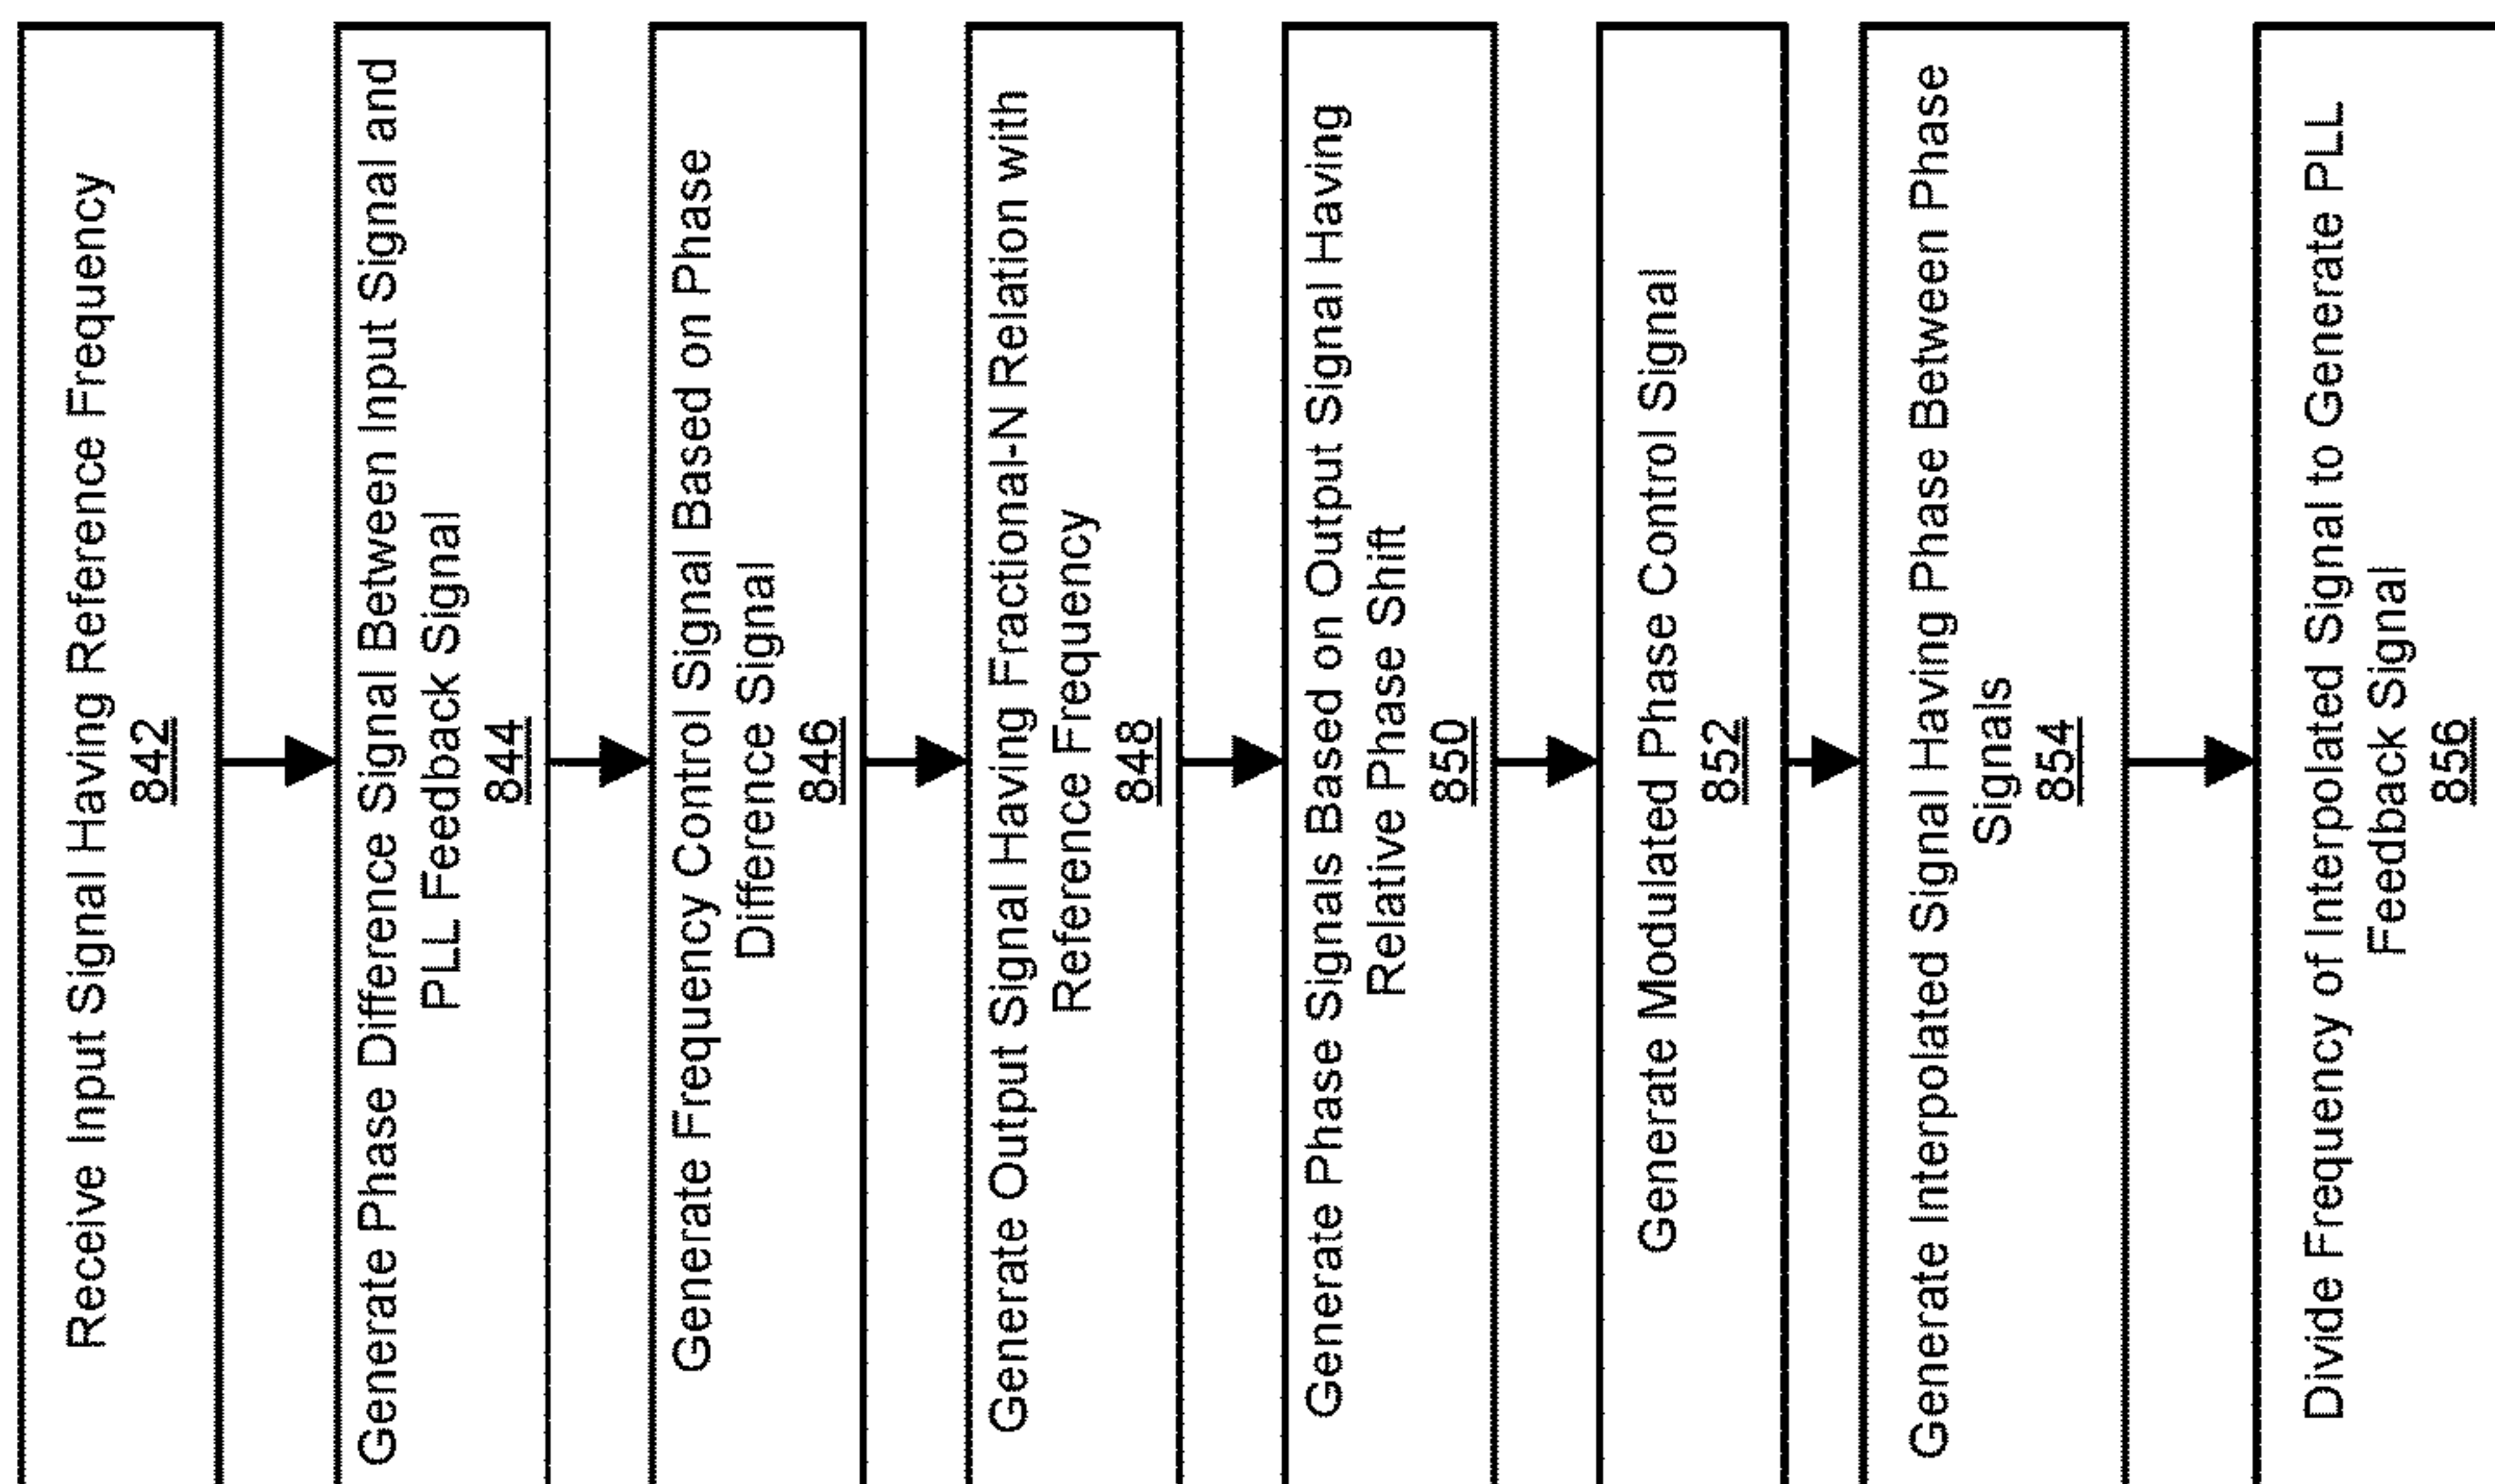 Receive Input Signal Having Reference Frequency
842
Generate Phase Difference Signal Between Input Signal and
PLL Feedback Signal
844
Generate Frequency Control Signal Based on Phase
Difference Signal
846
Generate Output Signal Having Fractional-N Relation with
Reference Frequency
848
Generate Phase Signals Based on Output Signal Having
Relative Phase Shift
850
Generate Modulated Phase Control Signal
852
Generate Interpolated Signal Having Phase Between Phase
Signals
854
Divide Frequency of Interpolated Signal to Generate PLL
Feedback Signal
856